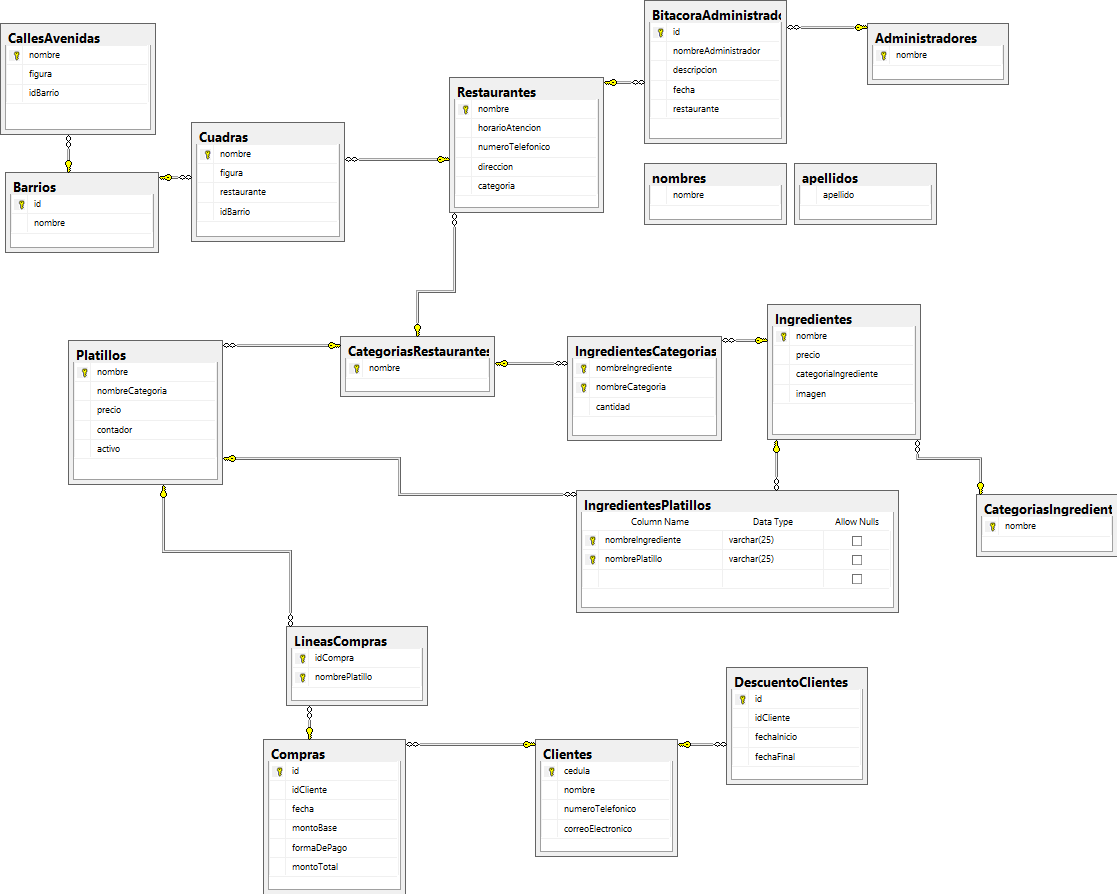 CallesAvenidas
nombre
figura
idBarrio
Barrios
id
nombre
Cuadras
nombre
figura
restaurante
idBarrio
Restaurantes
nombre
horarioAtencion
numeroTelefonico
direccion
categoria
BitacoraAdministrado
id
nombreAdministrador
descripcion
fecha
restaurante
Administradores
nombre
nombres
nombre
apellidos
apellido
Platillos
nombre
nombreCategoria
precio
contador
activo
CategoriasRestaurantes
nombre
IngredientesCategorias
nombreIngrediente
nombreCategoria
cantidad
Ingredientes
nombre
precio
categoriaIngrediente
imagen
IngredientesPlatillos
Column Name Data Type Allow Nulls
nombreIngrediente varchar(25)
nombrePlatillo varchar(25)
CategoriasIngredient
nombre
LineasCompras
idCompra
nombrePlatillo
DescuentoClientes
id
idCliente
fechaInicio
fechaFinal
Compras
id
idCliente
fecha
montoBase
formaDePago
montoTotal
Clientes
cedula
nombre
numeroTelefonico
correoElectronico